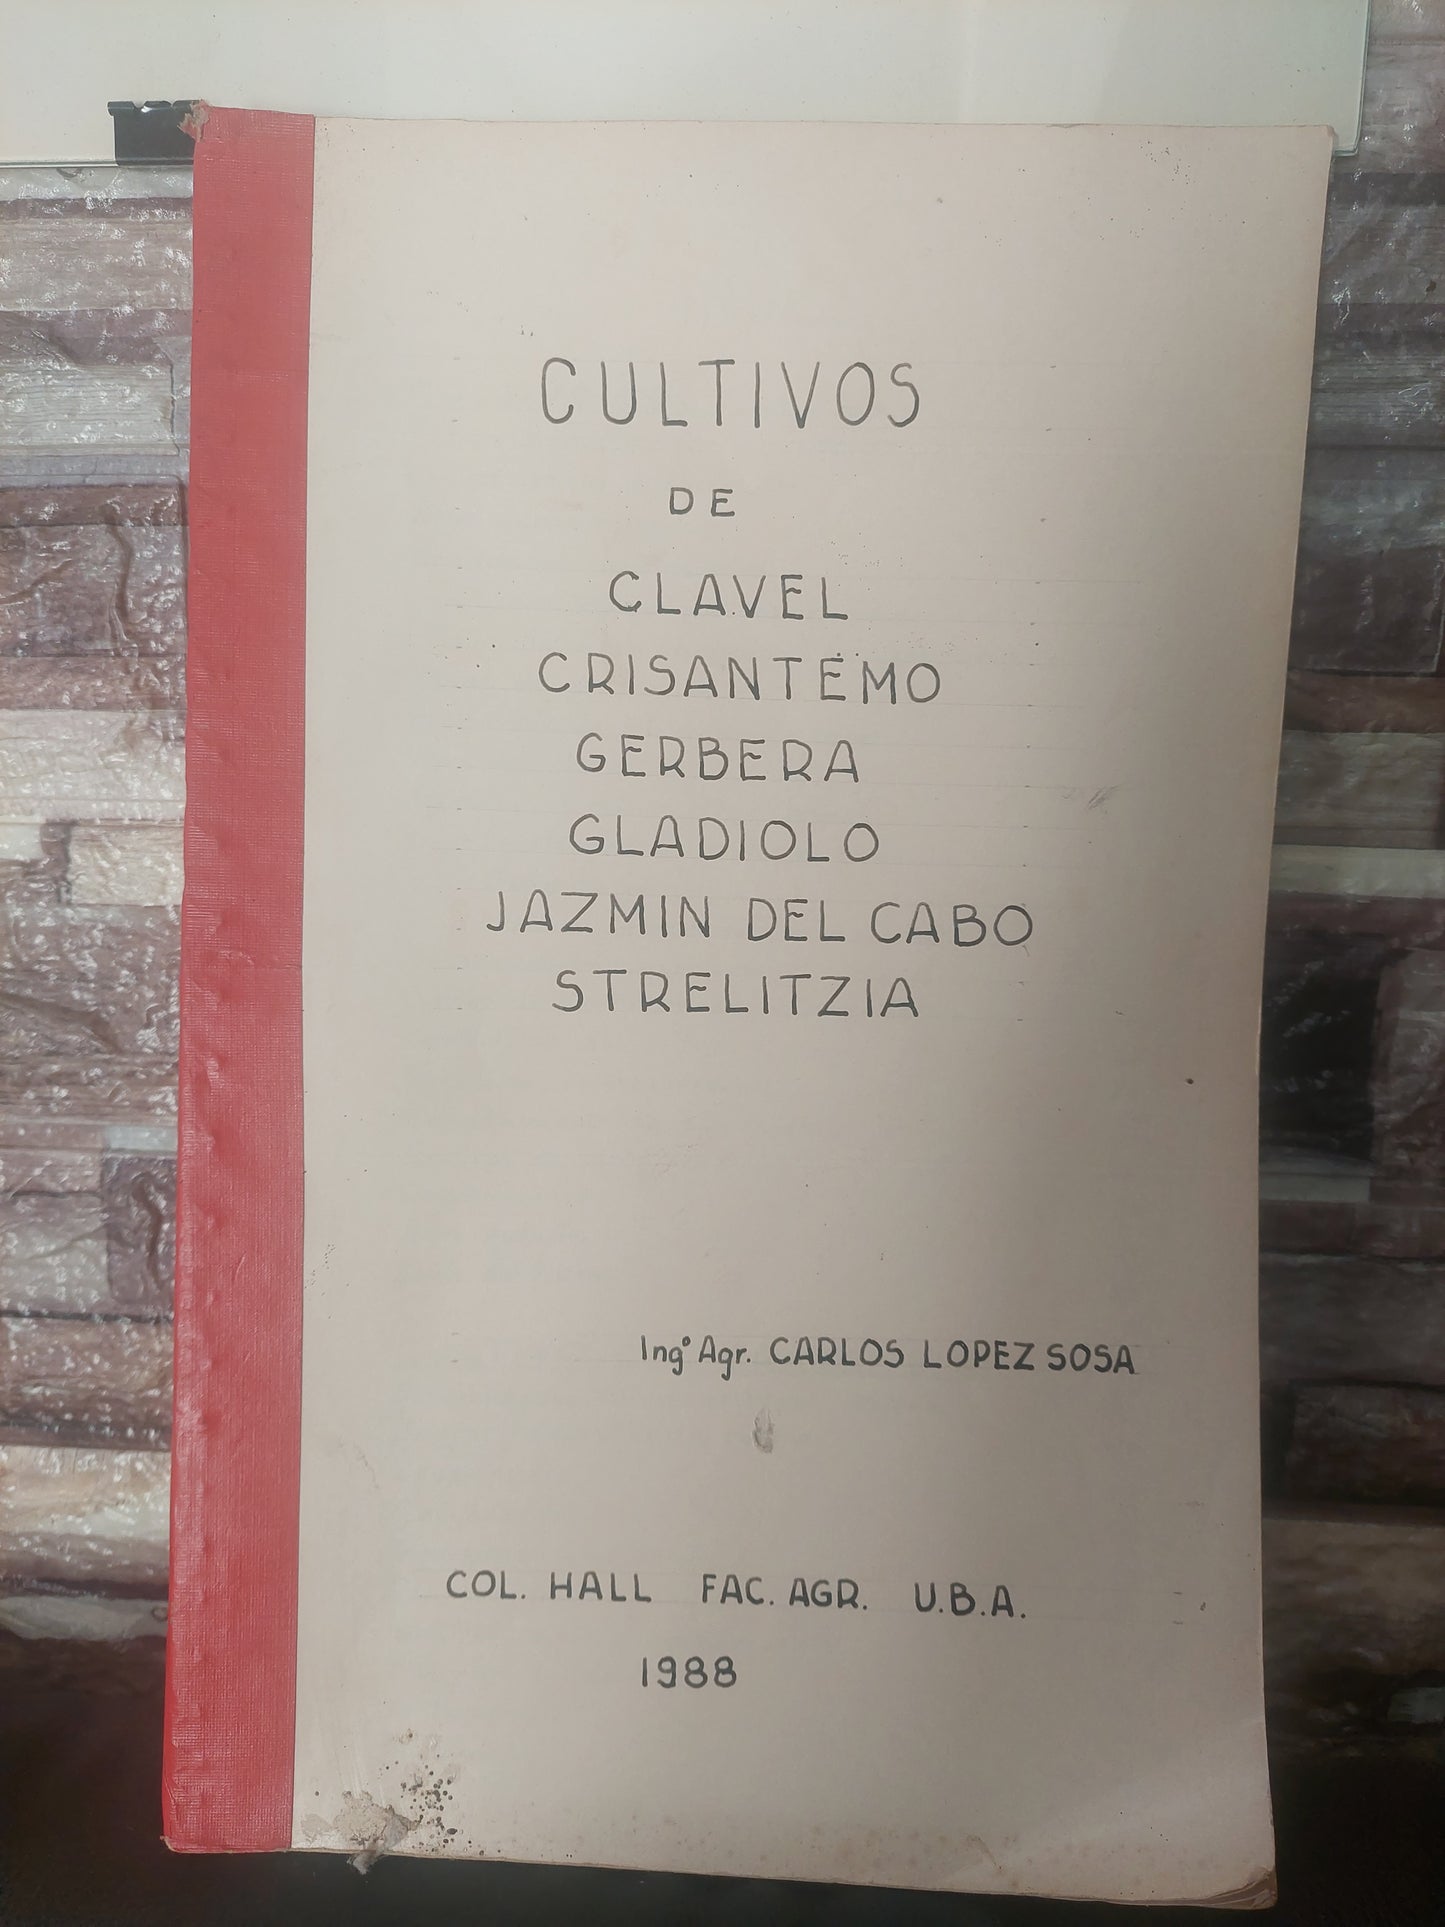 CULTIVOS
DE
CLAVEL
CRISANTEMO
GERBERA
GLADIOLO
JAZMIN DEL CABO
STRELITZIA
Ingº Agr. CARLOS LOPEZ SOSA
COL. HALL FAC. AGR. U.B.A.
1988